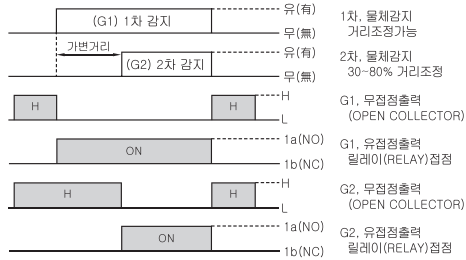 (G1) 1차 감지
유(有)
무(無)
1차, 물체감지
거리조정가능
가변거리
(G2) 2차 감지
유(有)
무(無)
2차, 물체감지
30~80% 거리조정
H
H
H
L
G1, 무접점출력
(OPEN COLLECTOR)
ON
1a(NO)
1b(NC)
G1, 유접점출력
릴레이(RELAY)접점
H
H
H
L
G2, 무접점출력
(OPEN COLLECTOR)
ON
1a(NO)
1b(NC)
G2, 유접점출력
릴레이(RELAY)접점